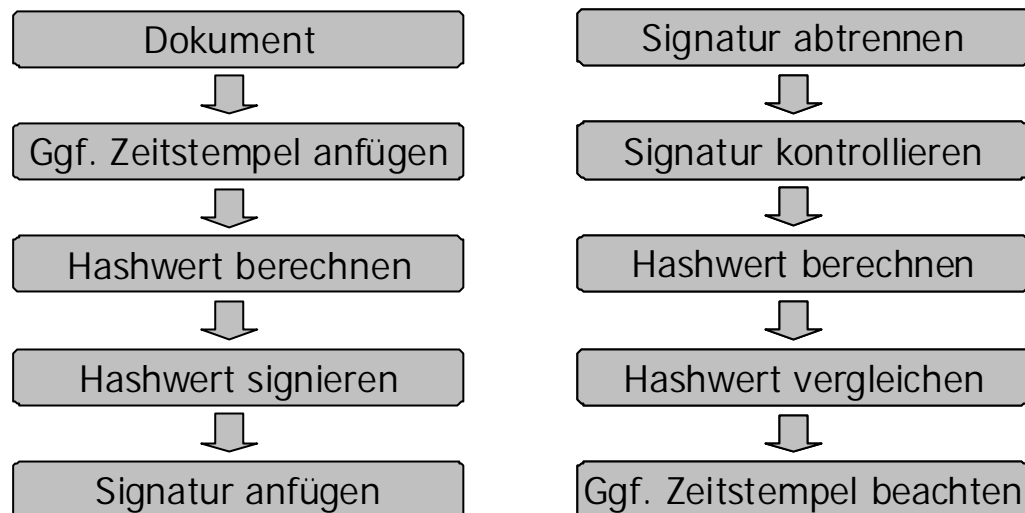 Dokument
Ggf. Zeitstempel anfügen
Hashwert berechnen
Hashwert signieren
Signatur anfügen
Signatur abtrennen
Signatur kontrollieren
Hashwert berechnen
Hashwert vergleichen
Ggf. Zeitstempel beachten